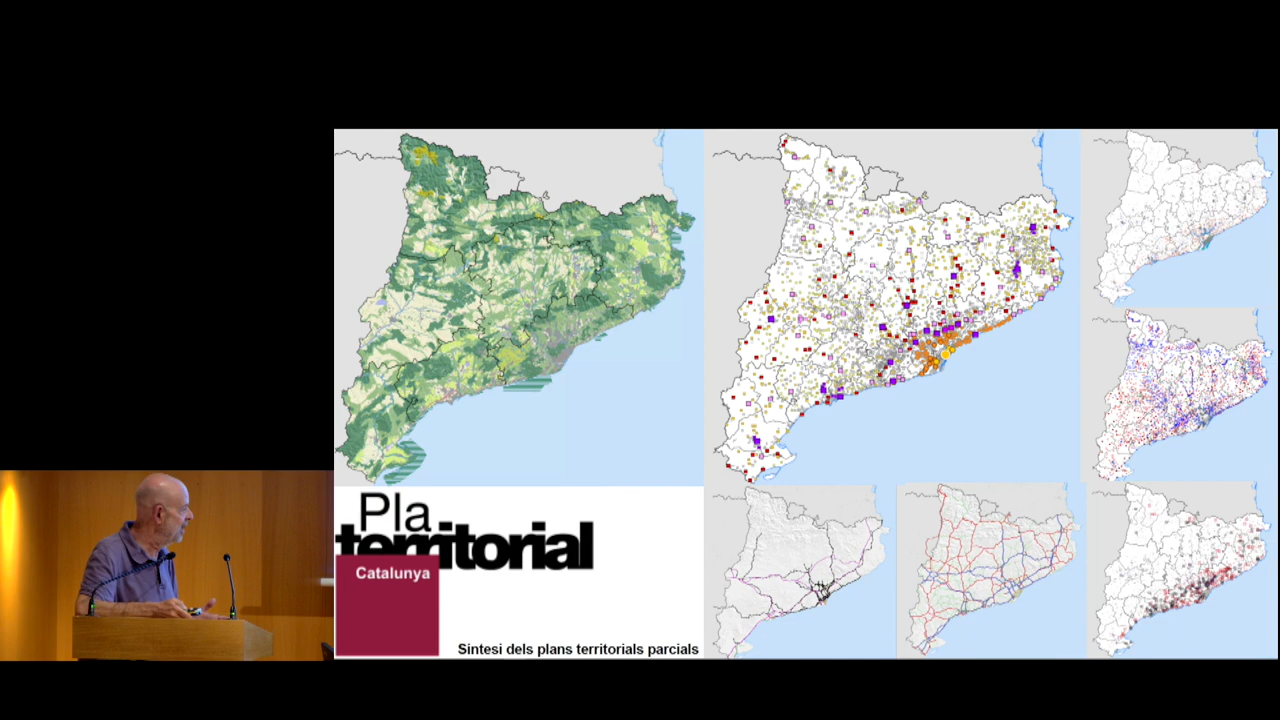 Pla
territorial
Catalunya
Síntesi dels plans territorials parcials